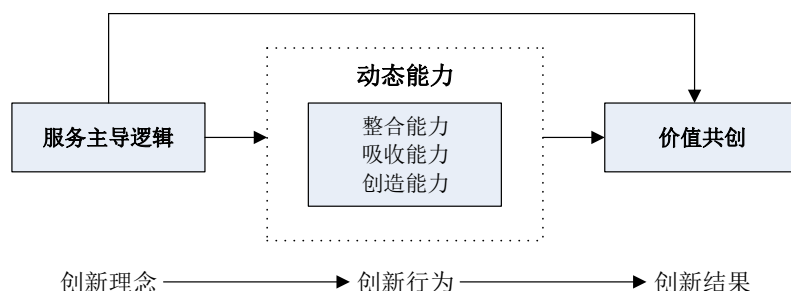 动态能力
服务主导逻辑
整合能力
吸收能力
创造能力
价值共创
创新理念
创新行为
创新结果